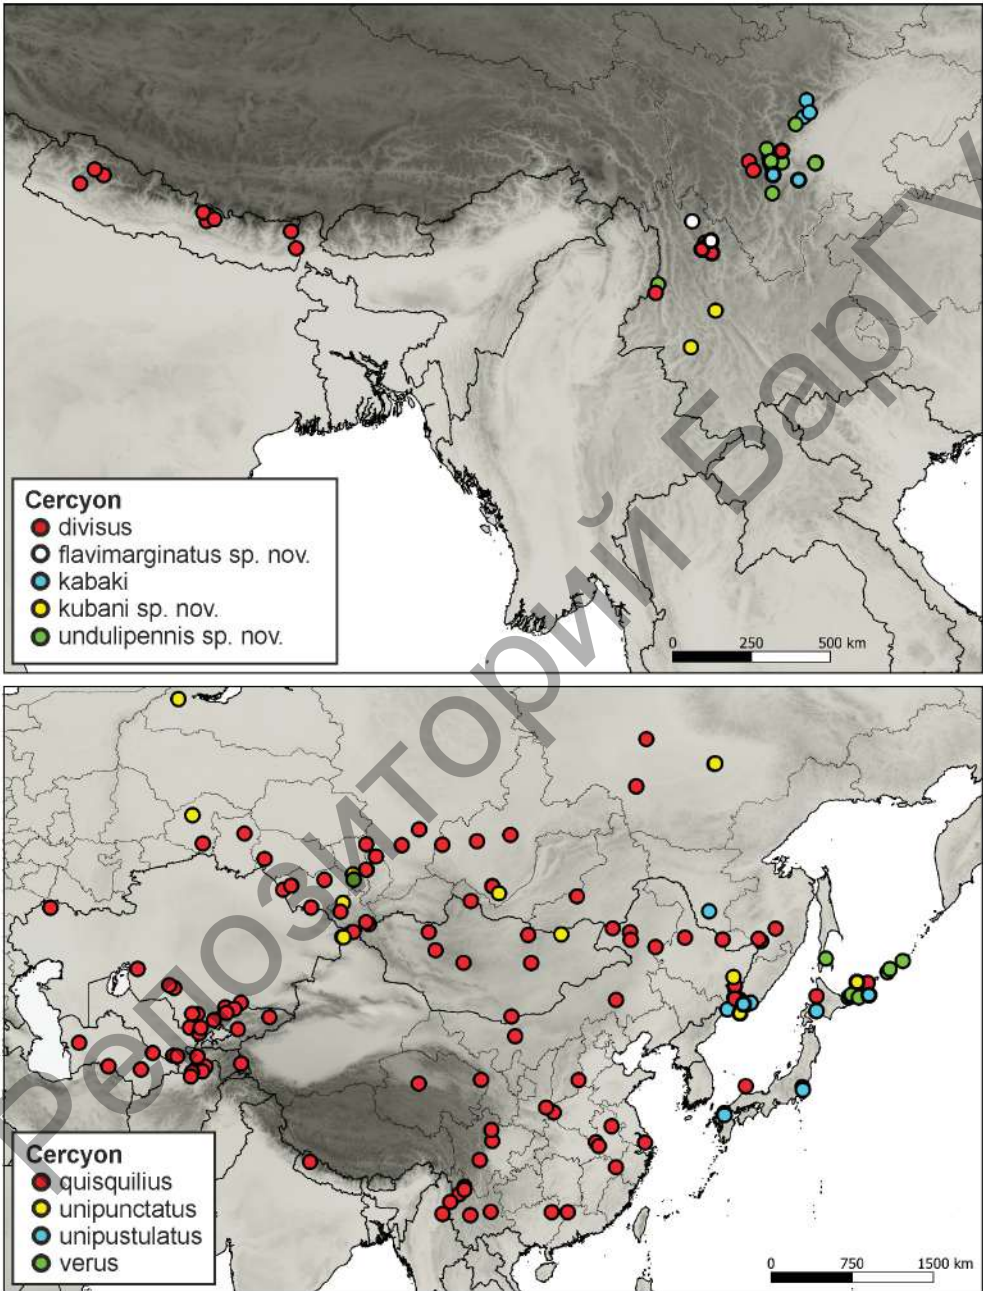 Cercyon
divisus
flavimarginatus sp. nov.
kabaki
kubani sp. nov.
undulipennis sp. nov.
0 250 500 km
Cercyon
quisquilius
unipunctatus
unipustulatus
verus
0 750 1500 km
Репозиторий БарГУ